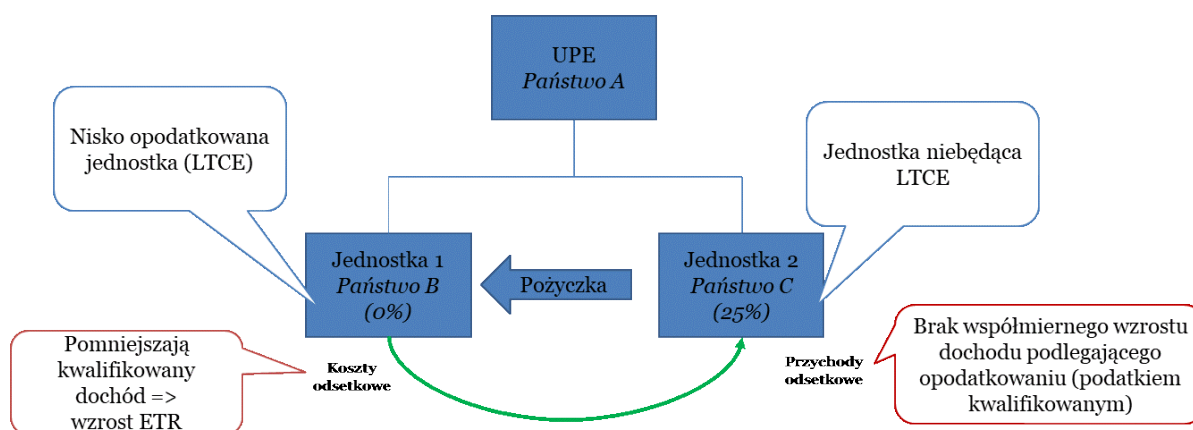 UPE
Państwo A
Nisko opodatkowana
jednostka (LTCE)
Jednostka niebędąca
LTCE
Jednostka 1
Państwo B
(0%)
Pożyczka
Jednostka 2
Państwo C
(25%)
Pomniejszają
kwalifikowany
dochód =>
wzrost ETR
Koszty
odsetkowe
Przychody
odsetkowe
Brak współmiernego wzrostu
dochodu podlegającego
opodatkowaniu (podatkiem
kwalifikowanym)